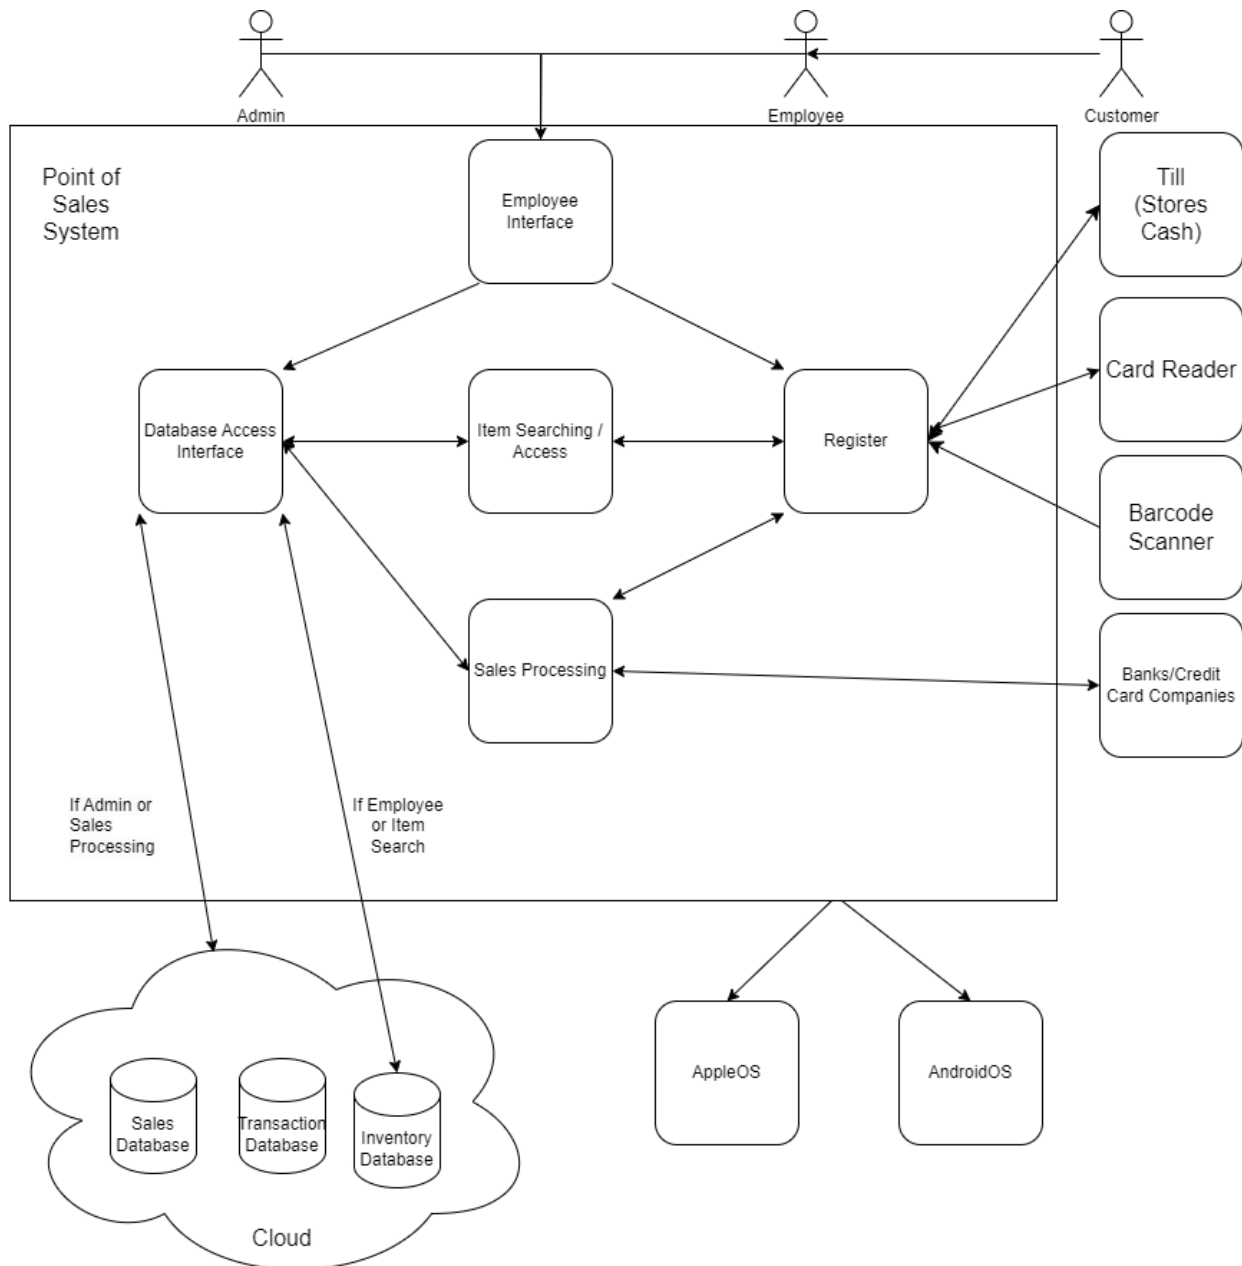 Admin
Employee
Customer
Point of
Sales
System
Employee
Interface
Till
(Stores
Cash)
Card Reader
Database Access
Interface
Item Searching /
Access
Register
Barcode
Scanner
Sales Processing
Banks/Credit
Card Companies
If Admin or
Sales
Processing
If Employee
or Item
Search
AppleOS
AndroidOS
Sales
Database
Transaction
Database
Inventory
Database
Cloud